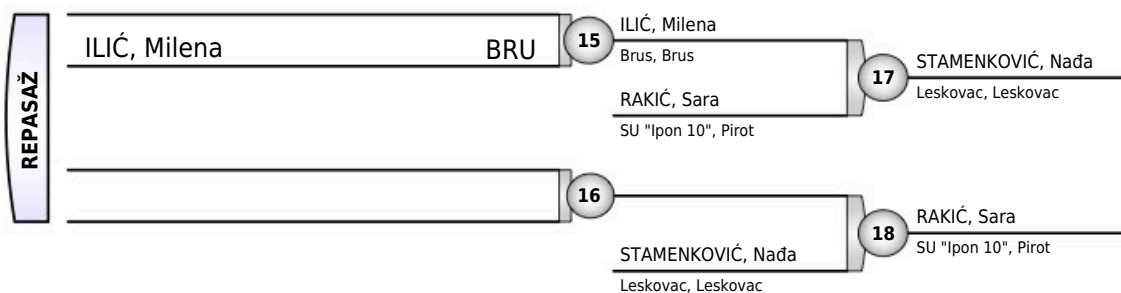 REPASAŽ
ILIĆ, Milena BRU
15
ILIĆ, Milena
Brus, Brus
RAKIĆ, Sara
SU "Ipon 10", Pirot
17
STAMENKOVIĆ, Nađa
Leskovac, Leskovac
16
STAMENKOVIĆ, Nađa
Leskovac, Leskovac
18
RAKIĆ, Sara
SU "Ipon 10", Pirot